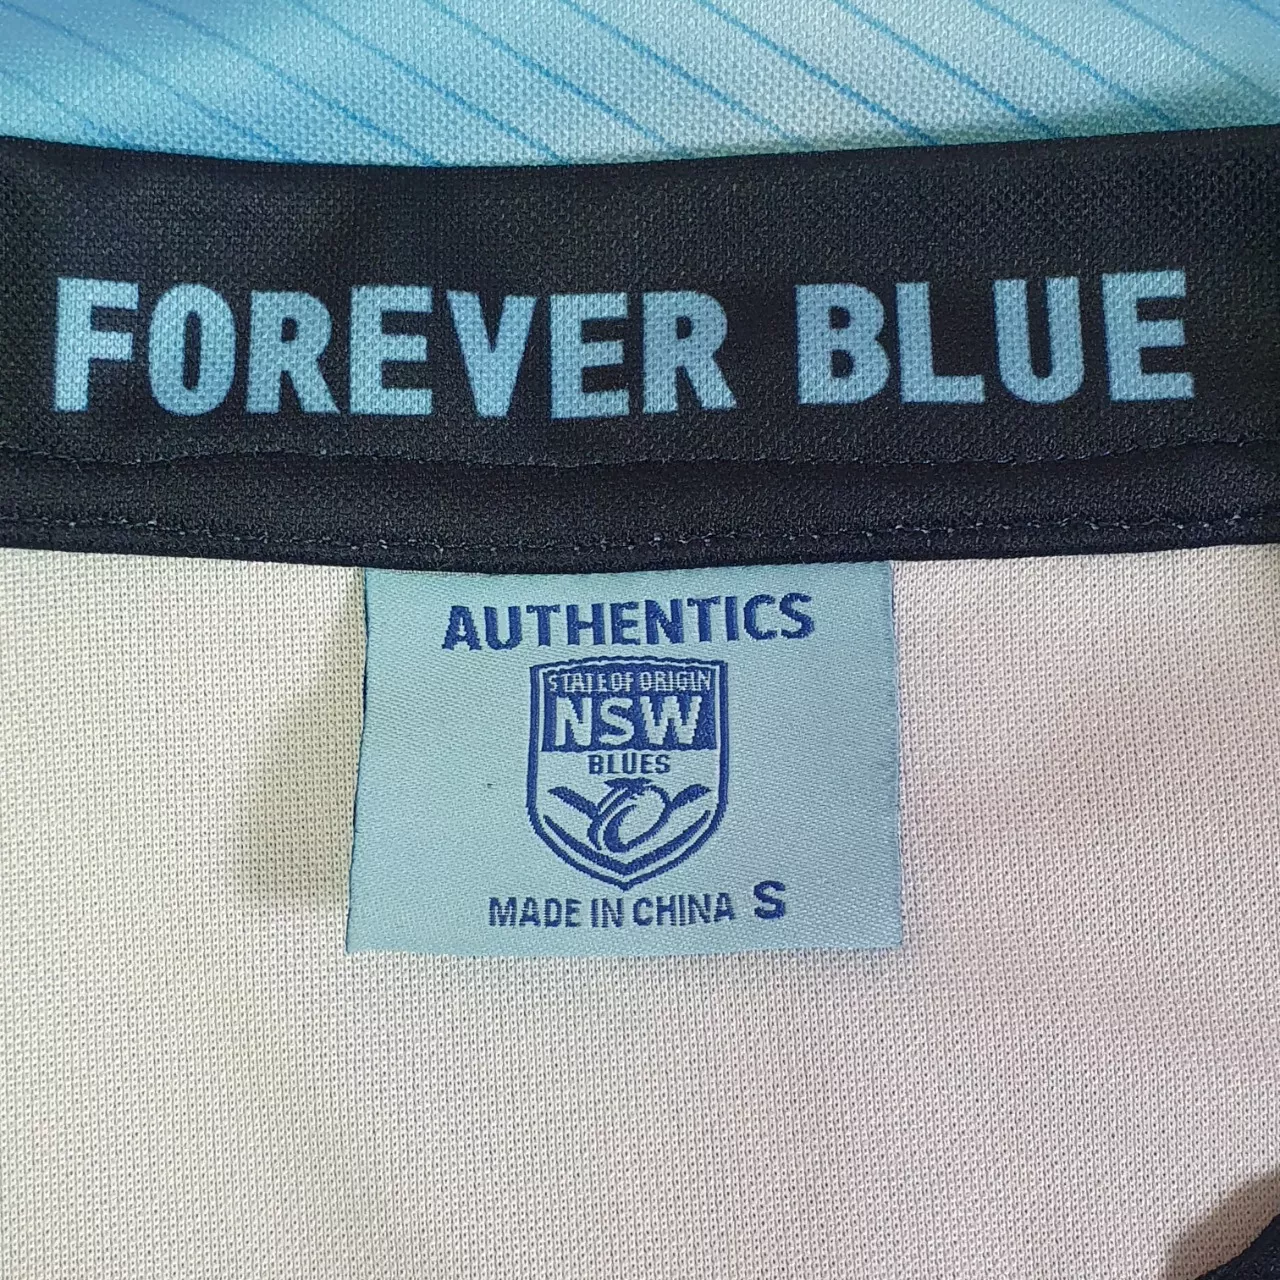 FOREVER BLUE
AUTHENTICS
STATE OF ORIGIN
NSW
BLUES
MADE IN CHINA S